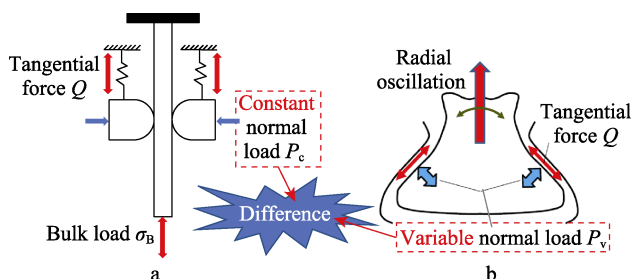 Tangential
force Q
Constant
normal
load Pc
Bulk load σB
a
Difference
Radial
oscillation
Tangential
force Q
Variable normal load Pv
b